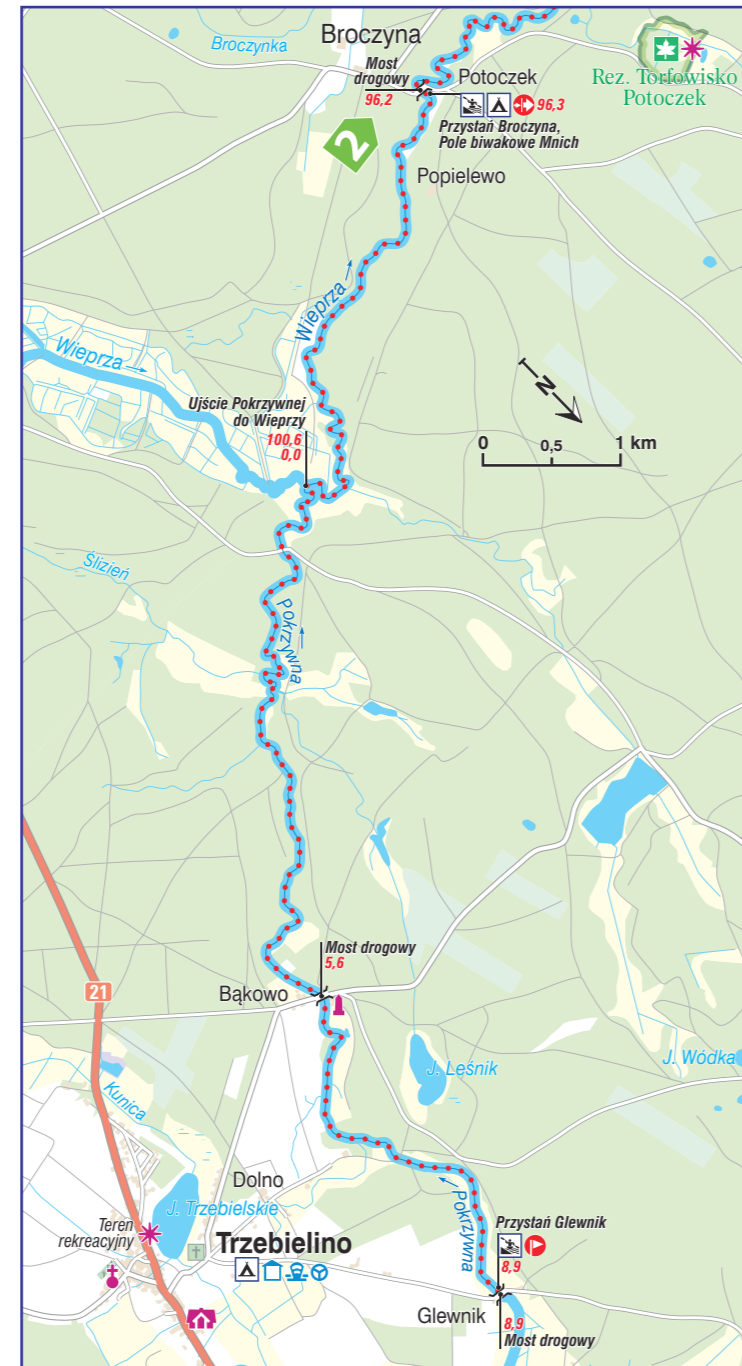 Broczyna
Broczynka
Most
drogowy
96,2
Potoczek
96,3
Przystań Broczyna,
Pole biwakowe Mnich
Rez. Torfowisko
Potoczek
2
Popielewo
Wieprza
Wieprza
Ujście Pokrzywnej
do Wieprzy
100,6
0,0
N
0 0,5 1 km
Ślizień
Pokrzywna
21
Most drogowy
5,6
Bąkowo
J. Leśnik
J. Wódka
Kunica
Dolno
J. Trzebielskie
Teren
rekreacyjny
Trzebielino
Pokrzywna
Przystań Glewnik
8,9
Glewnik
8,9
Most drogowy